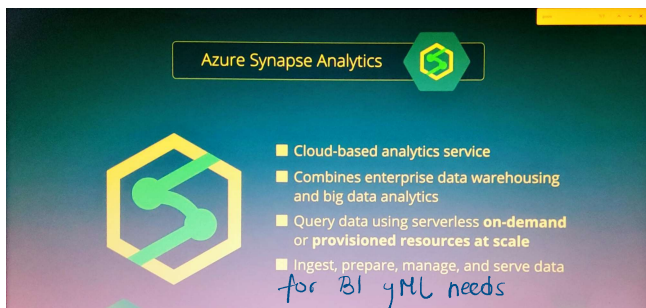 Azure Synapse Analytics
Cloud-based analytics service
Combines enterprise data warehousing
and big data analytics
Query data using serverless on-demand
or provisioned resources at scale
Ingest, prepare, manage, and serve data
for BI y ML needs